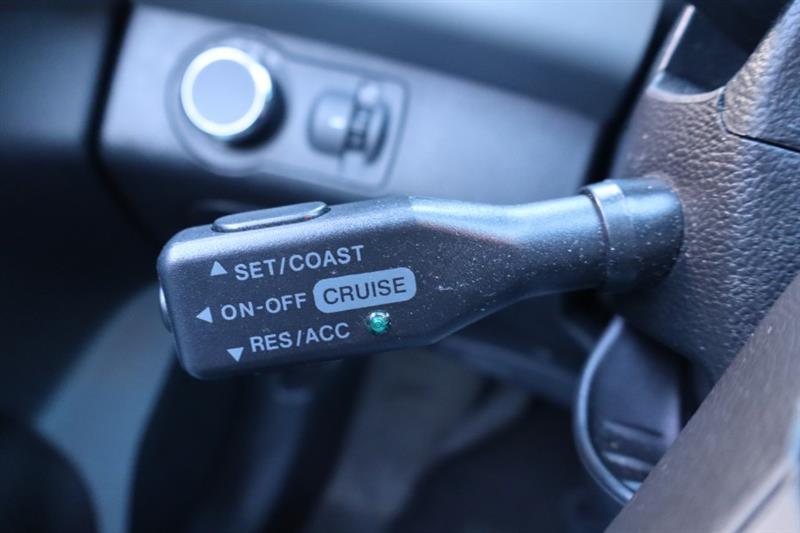 ▲ SET/COAST
◀ ON-OFF CRUISE
▼ RES/ACC